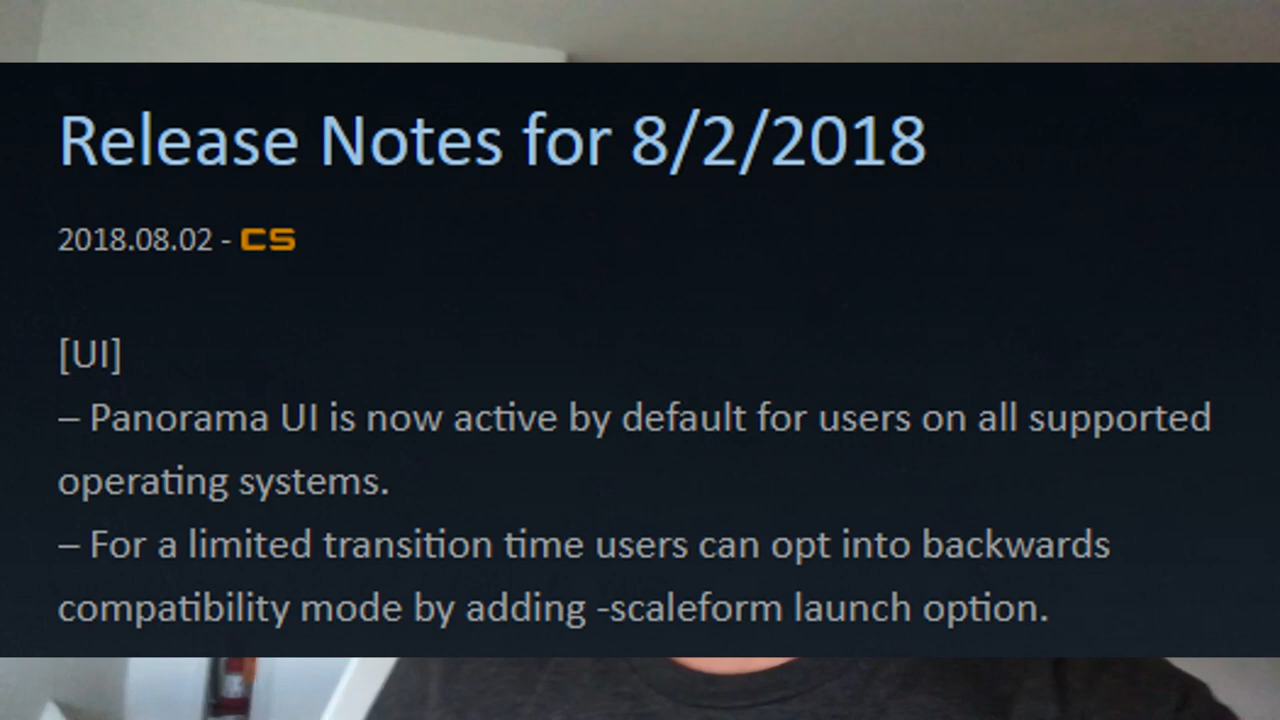 Release Notes for 8/2/2018
2018.08.02 - CS
[UI]
– Panorama UI is now active by default for users on all supported
operating systems.
– For a limited transition time users can opt into backwards
compatibility mode by adding -scaleform launch option.